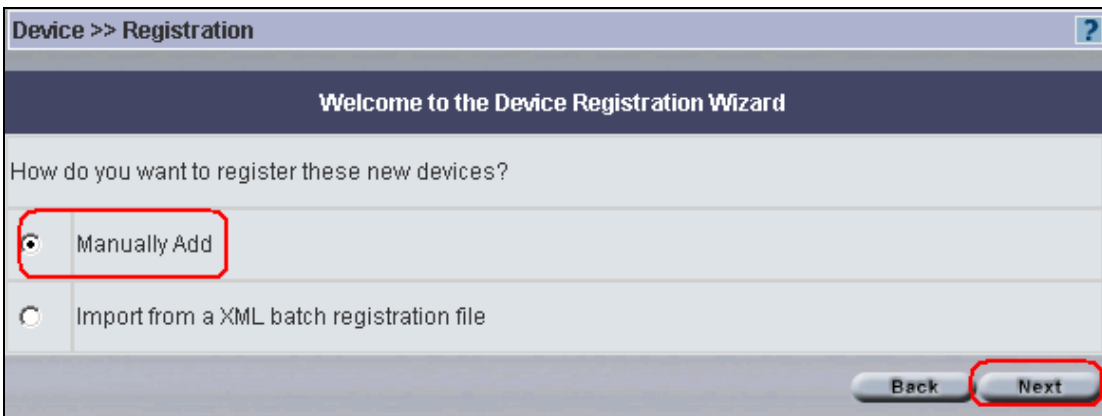 Device >> Registration
?
Welcome to the Device Registration Wizard
How do you want to register these new devices?
Manually Add
Import from a XML batch registration file
Back Next